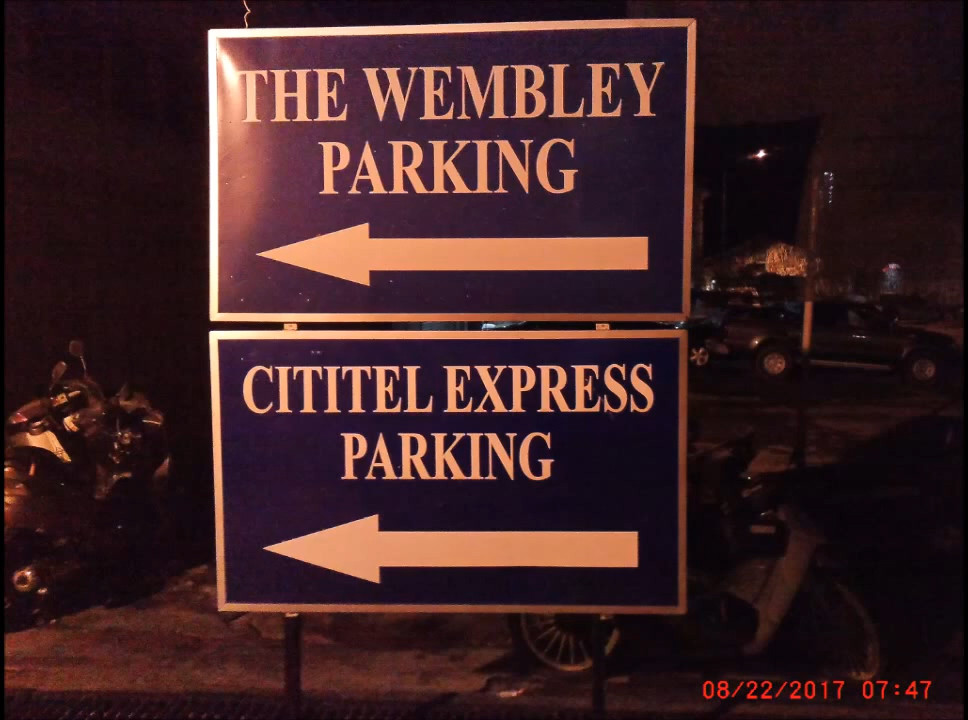 THE WEMBLEY
PARKING
CITITEL EXPRESS
PARKING
08/22/2017 07:47